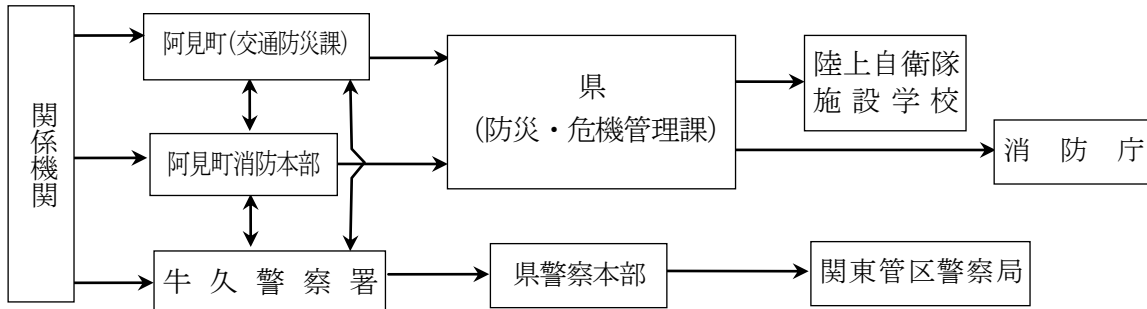 関係機関
阿見町(交通防災課)
阿見町消防本部
牛久警察署
県
(防災・危機管理課)
県警察本部
陸上自衛隊
施設学校
消防庁
関東管区警察局